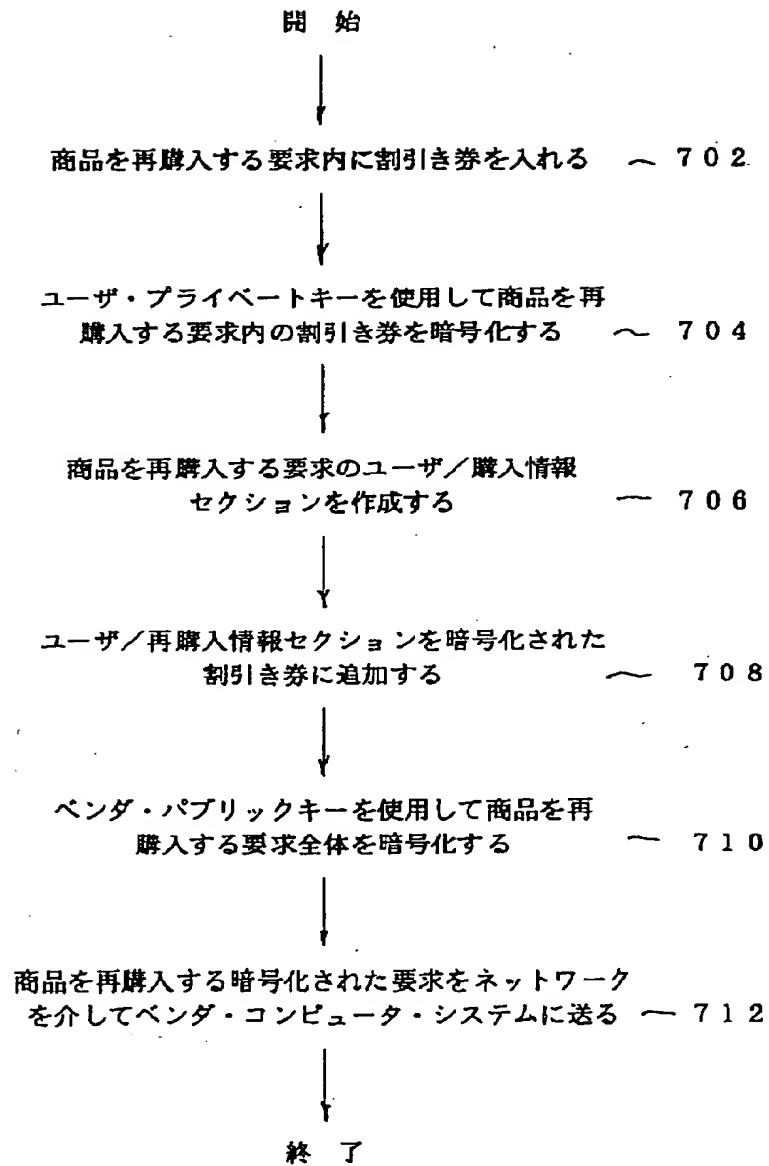 開 始
商品を再購入する要求内に割引き券を入れる 〜 702
ユーザ・プライベートキーを使用して商品を再
購入する要求内の割引き券を暗号化する 〜 704
商品を再購入する要求のユーザ／購入情報
セクションを作成する 〜 706
ユーザ／再購入情報セクションを暗号化された
割引き券に追加する 〜 708
ベンダ・パブリックキーを使用して商品を再
購入する要求全体を暗号化する 〜 710
商品を再購入する暗号化された要求をネットワーク
を介してベンダ・コンピュータ・システムに送る 〜 712
終 了